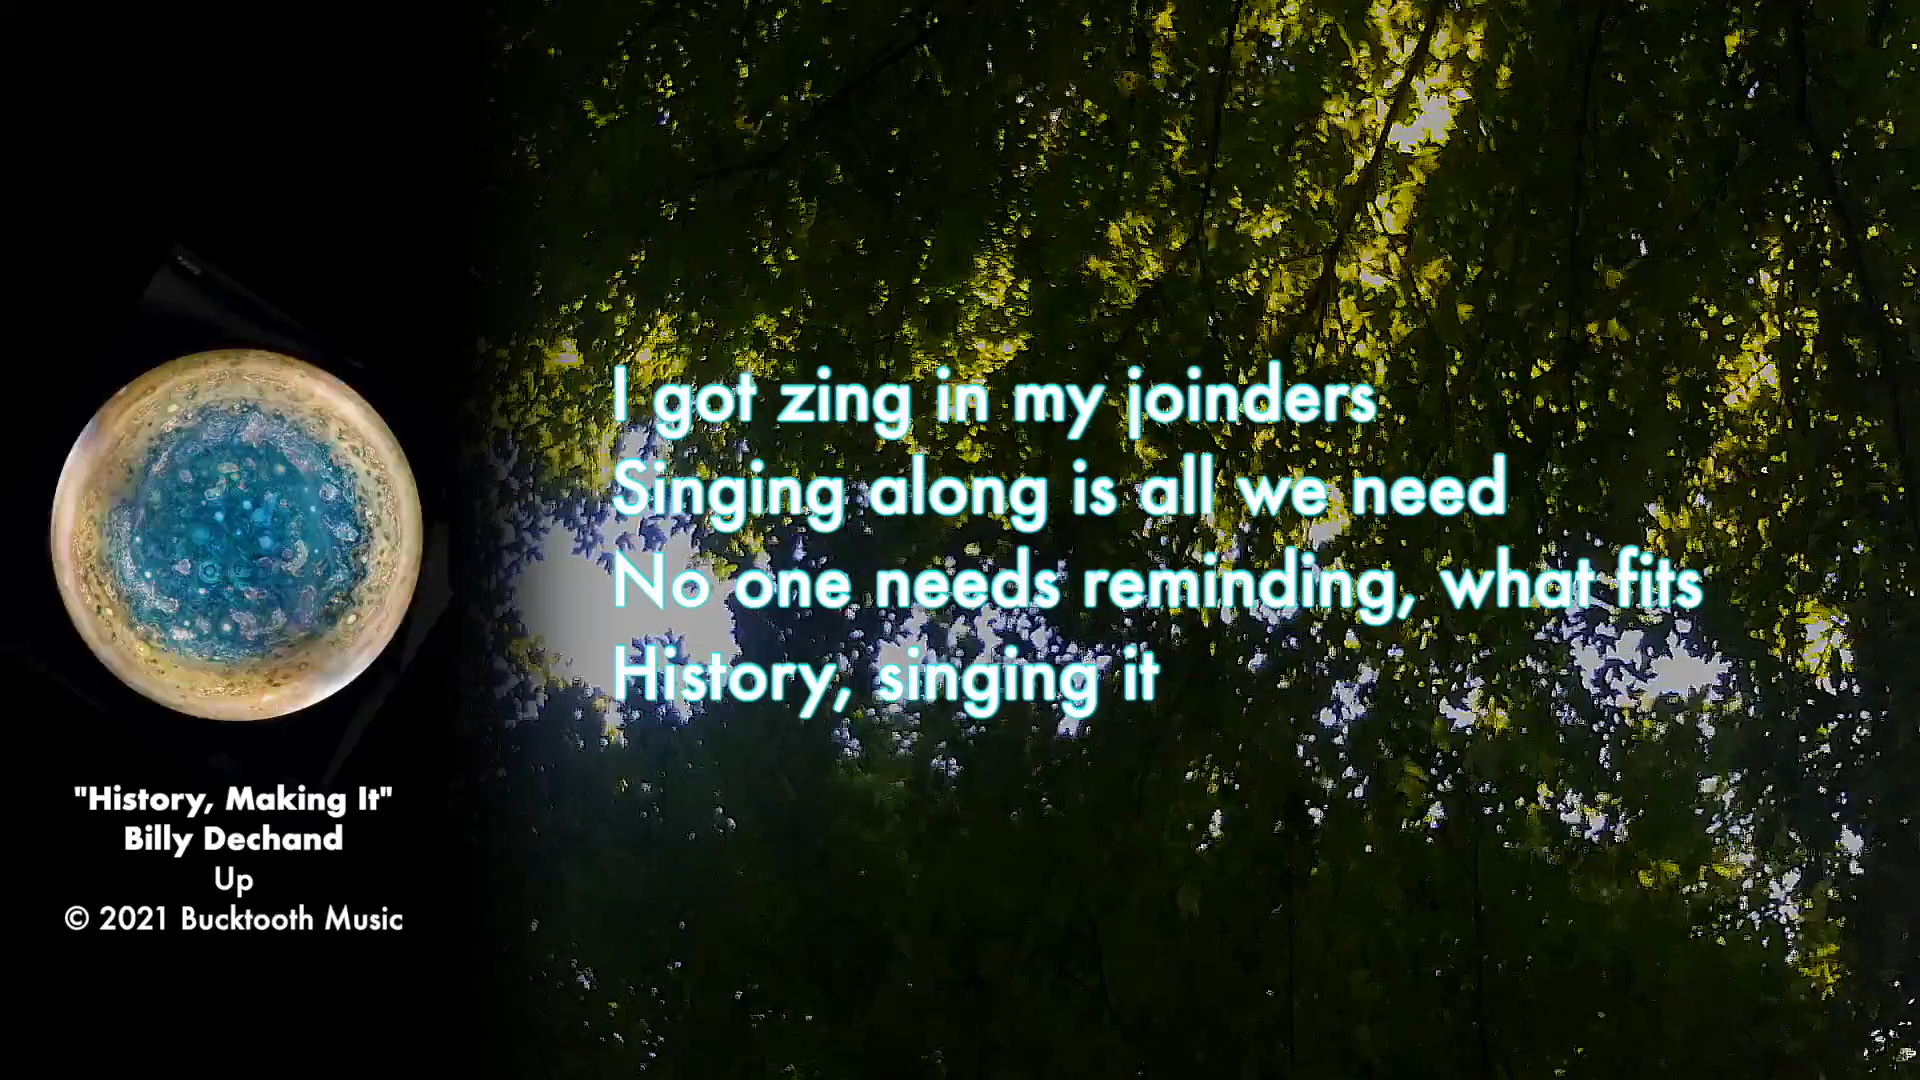 I got zing in my joinders
Singing along is all we need
No one needs reminding, what fits
History, singing it
"History, Making It"
Billy Dechand
Up
© 2021 Bucktooth Music